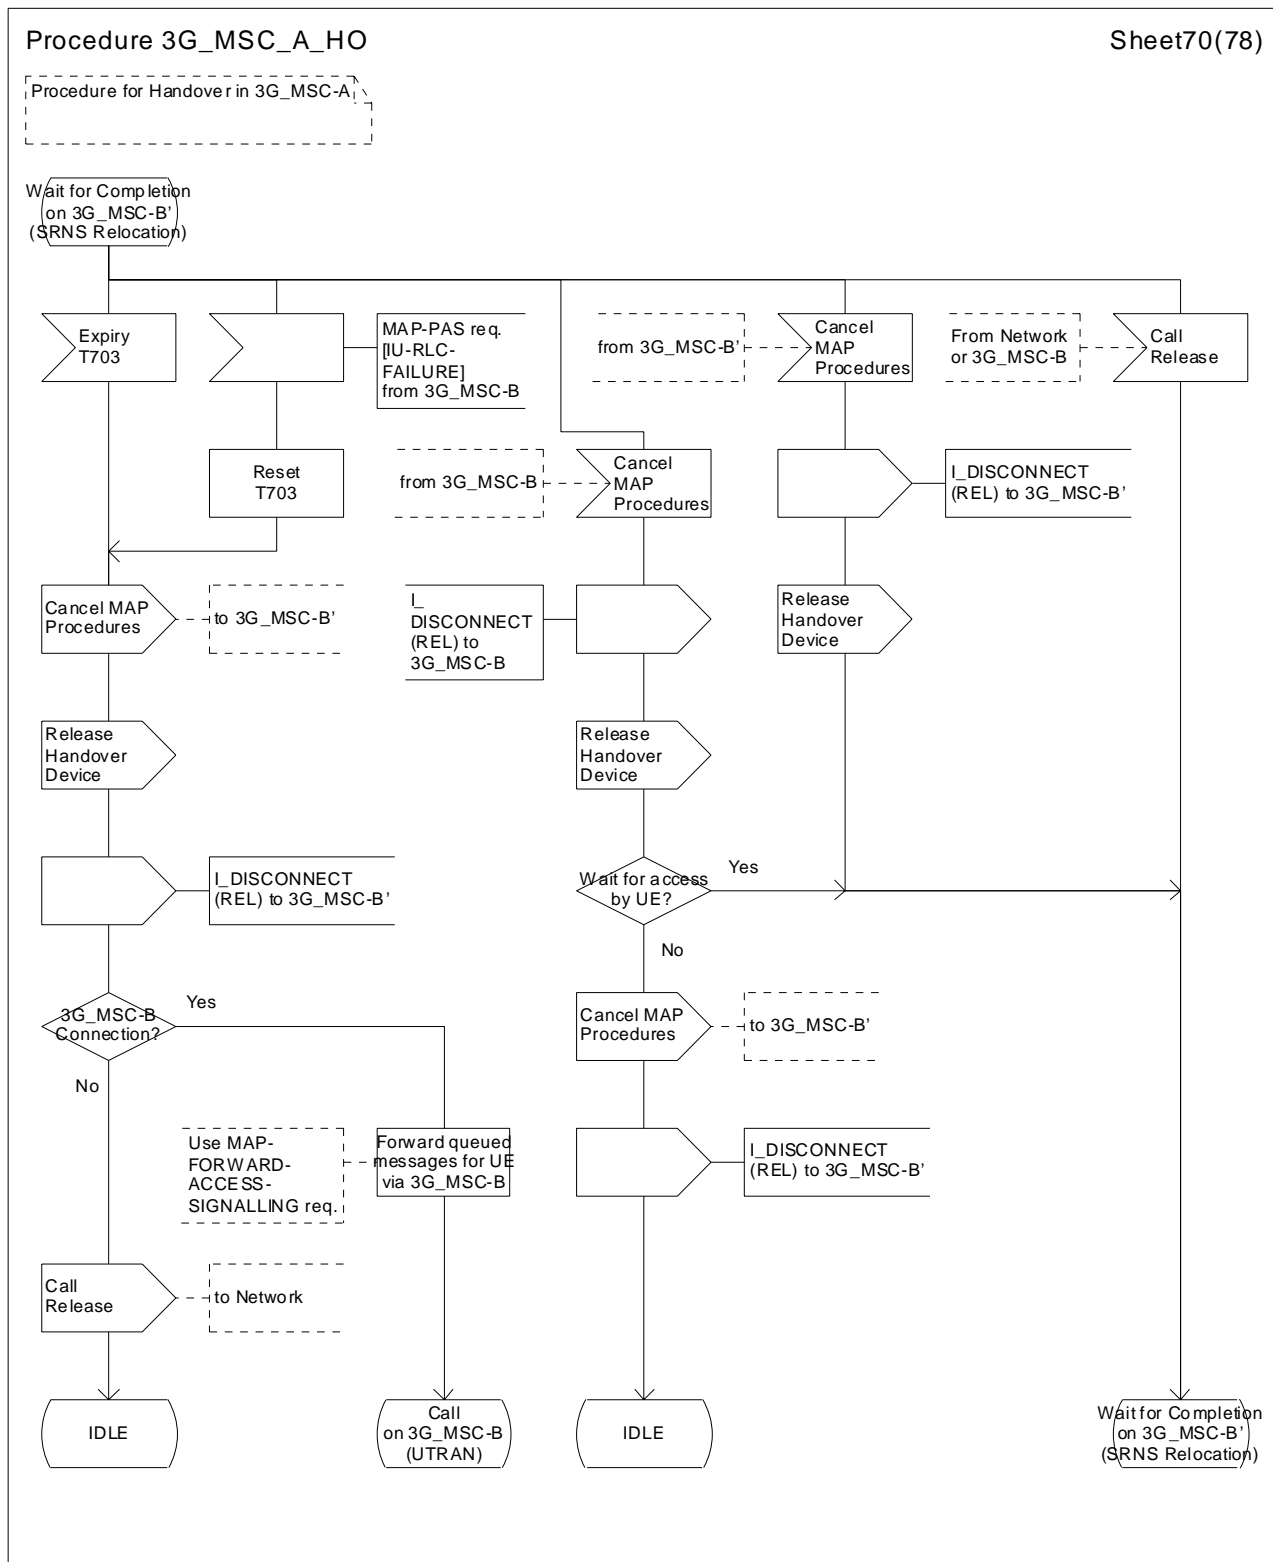 Procedure 3G_MSC_A_HO
Sheet70(78)
Procedure for Handover in 3G_MSC-A
Wait for Completion
on 3G_MSC-B’
(SRNS Relocation)
Expiry
T703
MAP-PAS req.
[IU-RLC-
FAILURE]
from 3G_MSC-B
from 3G_MSC-B’
Cancel
MAP
Procedures
From Network
or 3G_MSC-B
Call
Release
Reset
T703
from 3G_MSC-B
Cancel
MAP
Procedures
I_DISCONNECT
(REL) to 3G_MSC-B’
Cancel MAP
Procedures
to 3G_MSC-B’
I_
DISCONNECT
(REL) to
3G_MSC-B
Release
Handover
Device
Release
Handover
Device
Release
Handover
Device
I_DISCONNECT
(REL) to 3G_MSC-B’
Wait for access
by UE?
Yes
No
3G_MSC-B
Connection?
Yes
No
Cancel MAP
Procedures
to 3G_MSC-B’
Use MAP-
FORWARD-
ACCESS-
SIGNALLING req.
Forward queued
messages for UE
via 3G_MSC-B
I_DISCONNECT
(REL) to 3G_MSC-B’
Call
Release
to Network
IDLE
Call
on 3G_MSC-B
(UTRAN)
IDLE
Wait for Completion
on 3G_MSC-B’
(SRNS Relocation)